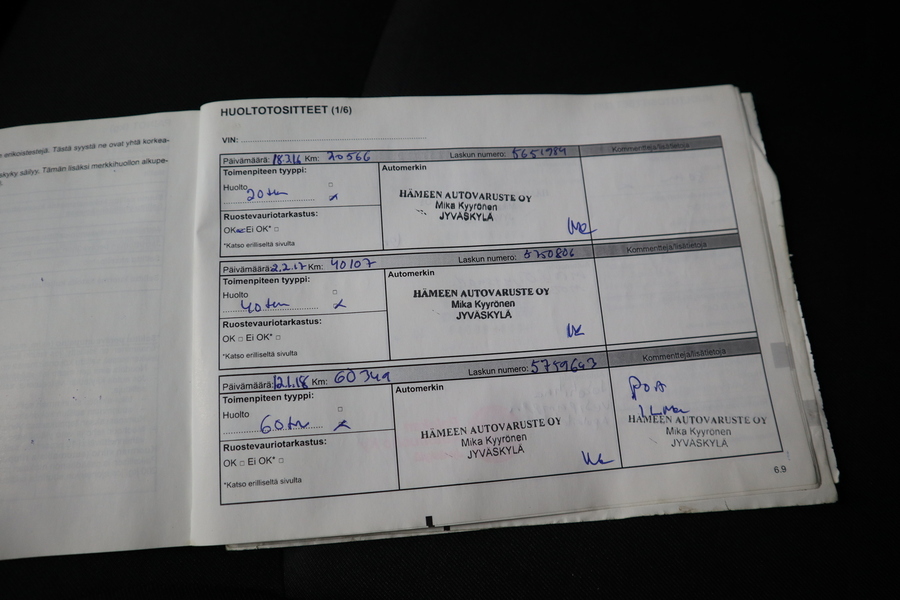 n erikoistestejä. Tästä syystä ne ovat yhtä korkea-
skyky säilyy. Tämän lisäksi merkkihuollon alkupe-
HUOLTOTOSITTEET (1/6)
VIN:
Päivämäärä: 18.2.16 Km: 20566 Laskun numero: 5651984 Kommentteja/lisätietoja
Toimenpiteen tyyppi: Automerkin
Huolto
20 tkm x
HÄMEEN AUTOVARUSTE OY
Mika Kyyrönen
JYVÄSKYLÄ
Ruostevauriotarkastus:
OK Ei OK*
*Katso erilliseltä sivulta
Päivämäärä: 2.2.17 Km: 40107 Laskun numero: 5750806 Kommentteja/lisätietoja
Toimenpiteen tyyppi: Automerkin
Huolto
40 tkm x
HÄMEEN AUTOVARUSTE OY
Mika Kyyrönen
JYVÄSKYLÄ
Ruostevauriotarkastus:
OK Ei OK*
*Katso erilliseltä sivulta
Päivämäärä: 12.1.18 Km: 60349 Laskun numero: 5759643 Kommentteja/lisätietoja
Toimenpiteen tyyppi: Automerkin
Huolto
60 tkm x
HÄMEEN AUTOVARUSTE OY
Mika Kyyrönen
JYVÄSKYLÄ
HÄMEEN AUTOVARUSTE OY
Mika Kyyrönen
JYVÄSKYLÄ
Ruostevauriotarkastus:
OK Ei OK*
*Katso erilliseltä sivulta
6.9